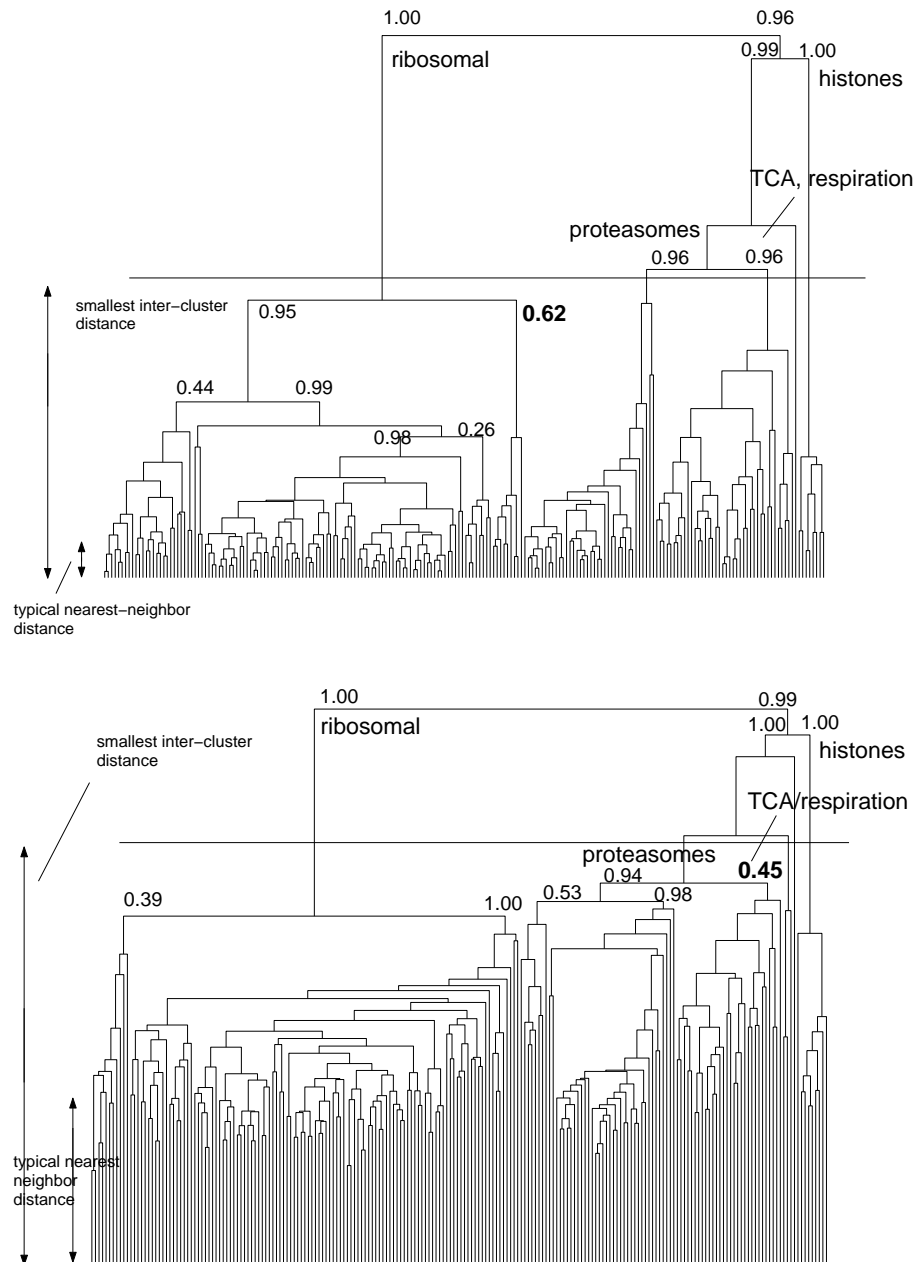 1.00
0.96
0.99
1.00
ribosomal
histones
TCA, respiration
proteasomes
0.96
0.96
smallest inter−cluster
distance
0.95
0.62
0.44
0.99
0.98
0.26
typical nearest−neighbor
distance
1.00
0.99
ribosomal
1.00
1.00
smallest inter−cluster
distance
histones
TCA/respiration
proteasomes
0.45
0.94
0.39
1.00
0.53
0.98
typical nearest
neighbor
distance